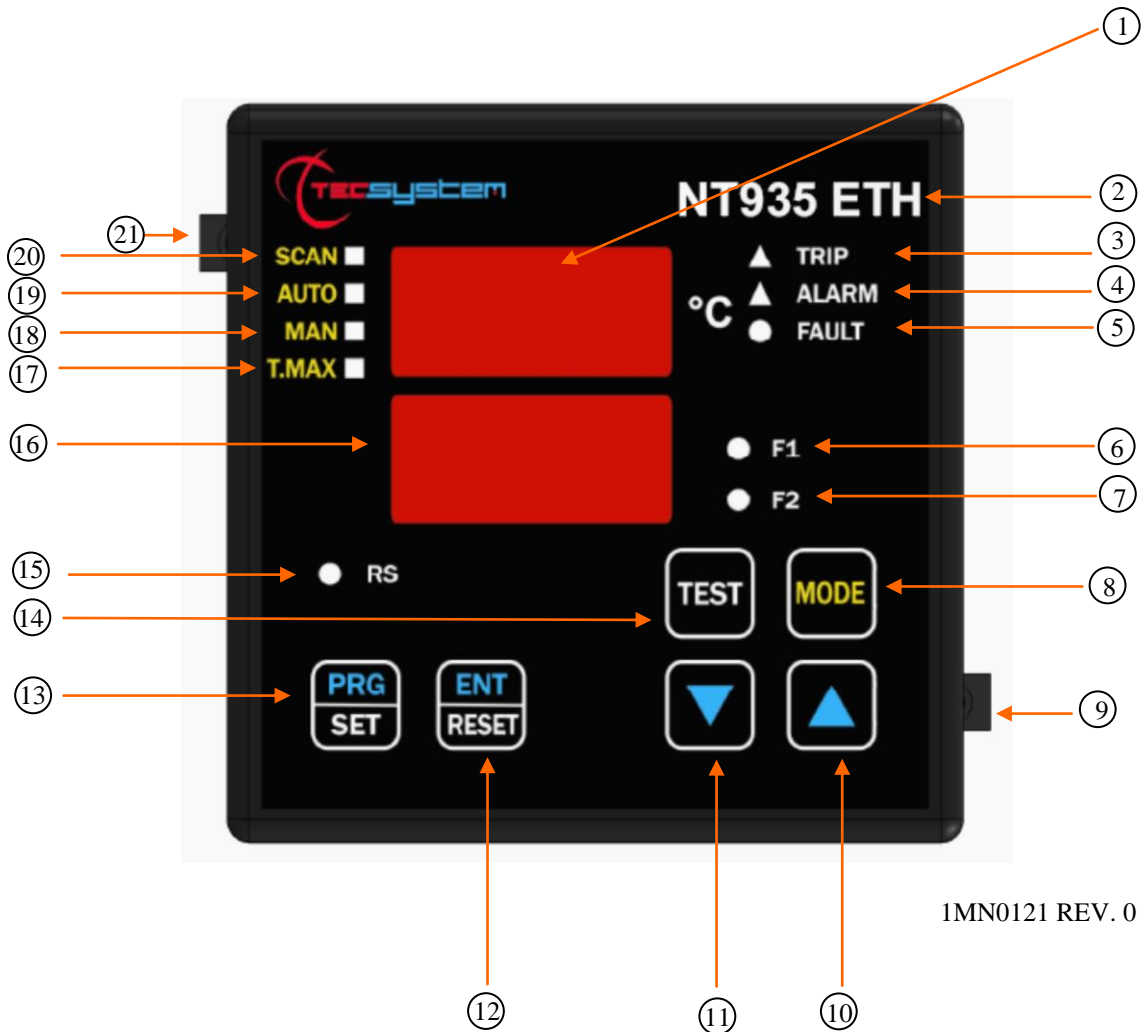 1
TECSYSTEM
NT935 ETH
2
21
SCAN
TRIP
3
20
AUTO
°C
ALARM
4
19
MAN
FAULT
5
18
T.MAX
17
16
F1
6
F2
7
15
RS
TEST
MODE
8
14
13
PRG
SET
ENT
RESET
9
1MN0121 REV. 0
12
11
10